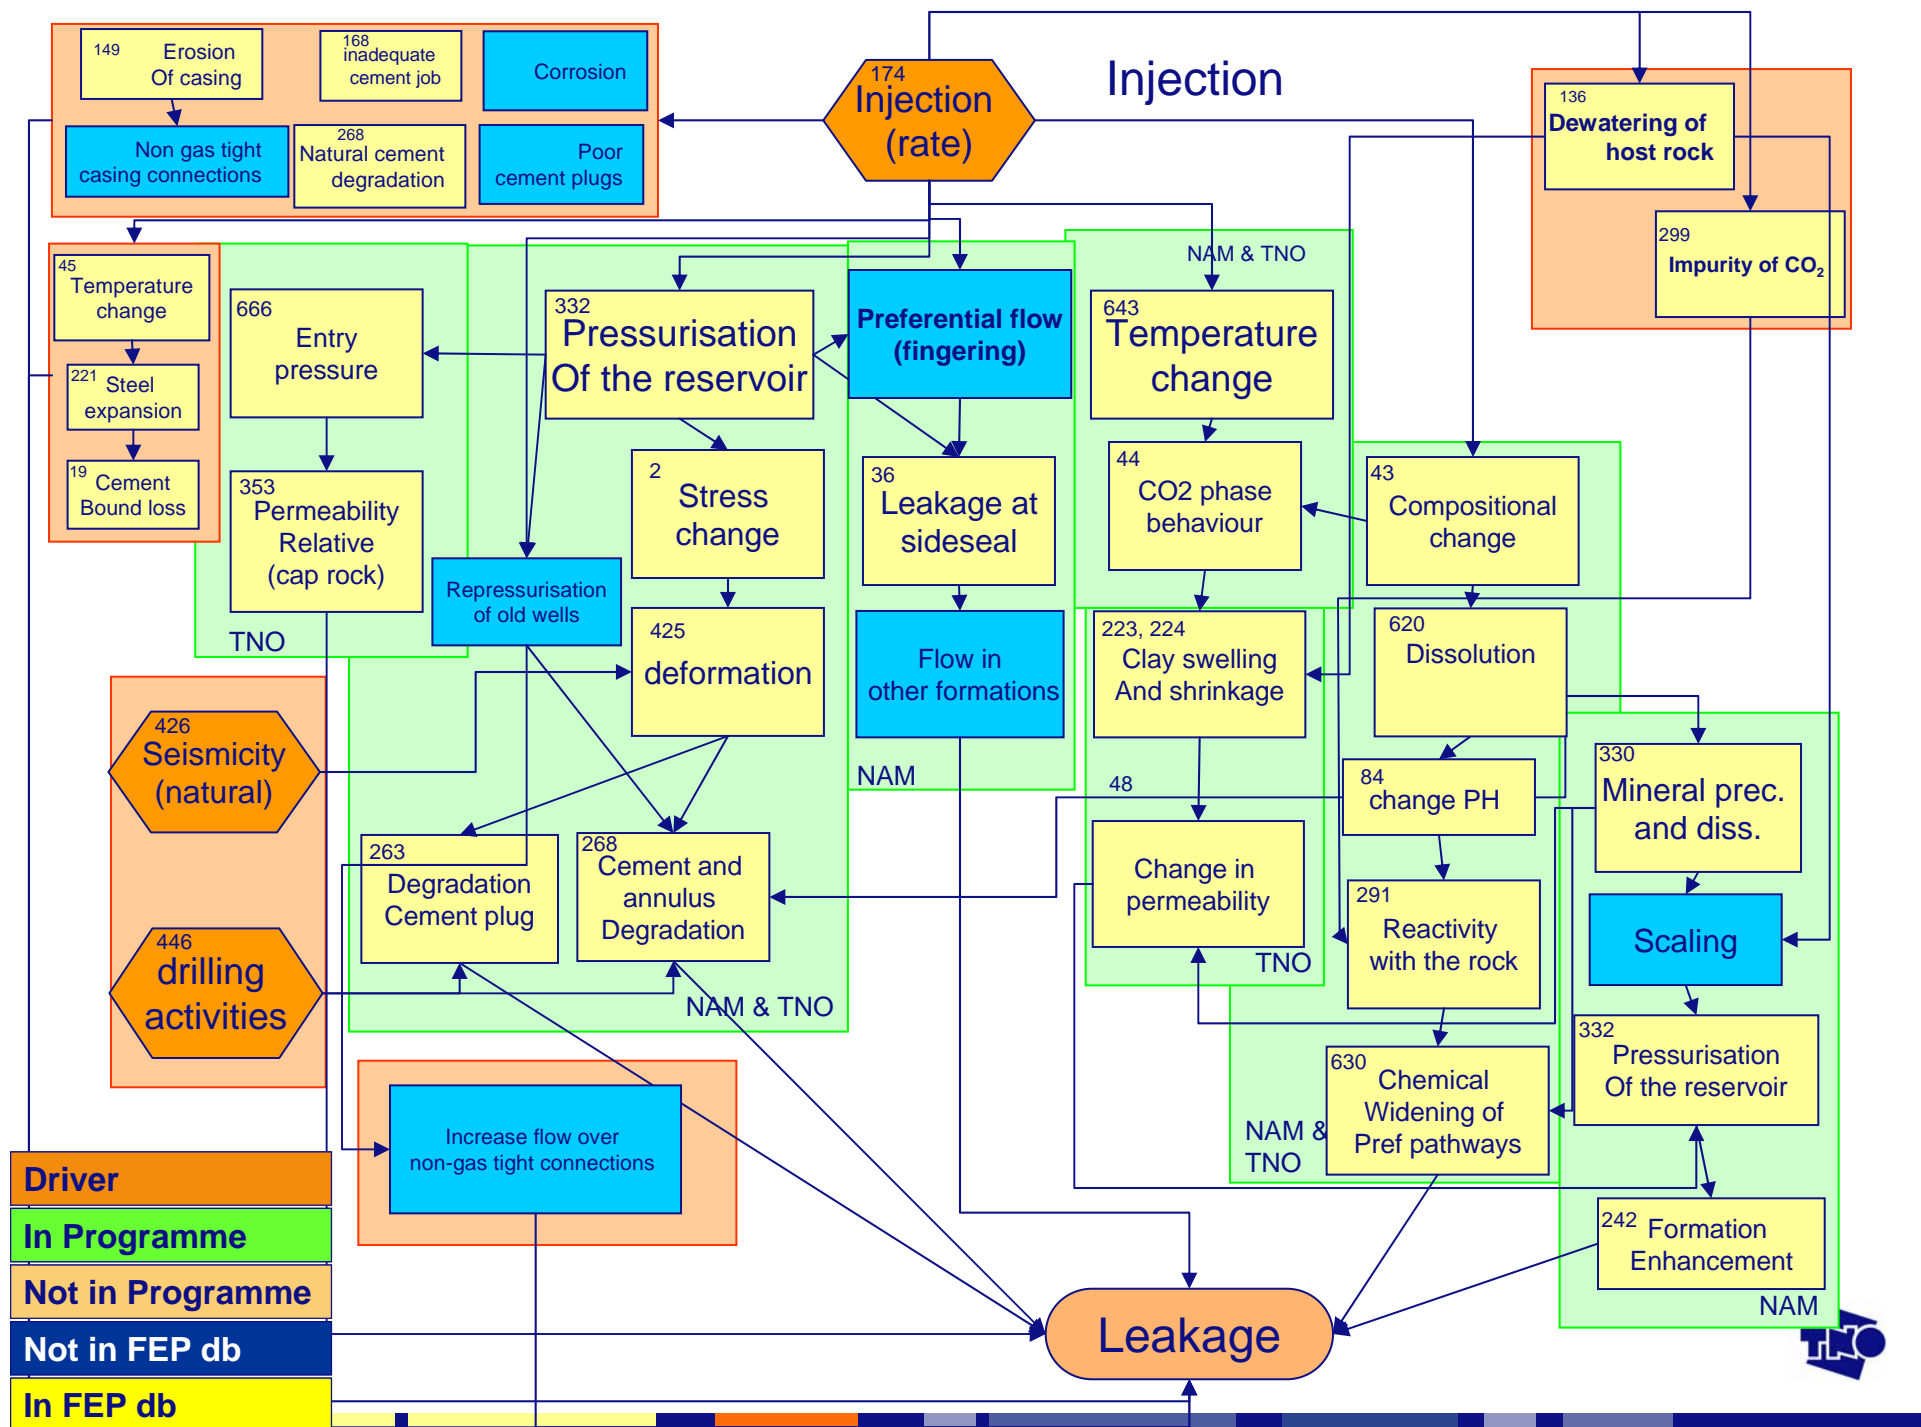 Injection
149
Erosion
Of casing
168
inadequate
cement job
Corrosion
Non gas tight
casing connections
268
Natural cement
degradation
Poor
cement plugs
174
Injection
(rate)
136
Dewatering of
host rock
299
Impurity of CO2
45
Temperature
change
221
Steel
expansion
19
Cement
Bound loss
666
Entry
pressure
353
Permeability
Relative
(cap rock)
TNO
332
Pressurisation
Of the reservoir
2
Stress
change
Repressurisation
of old wells
425
deformation
Preferential flow
(fingering)
36
Leakage at
sideseal
Flow in
other formations
NAM
NAM & TNO
643
Temperature
change
44
CO2 phase
behaviour
43
Compositional
change
223, 224
Clay swelling
And shrinkage
620
Dissolution
48
84
change PH
330
Mineral prec.
and diss.
426
Seismicity
(natural)
446
drilling
activities
263
Degradation
Cement plug
268
Cement and
annulus
Degradation
NAM & TNO
Change in
permeability
TNO
291
Reactivity
with the rock
Scaling
332
Pressurisation
Of the reservoir
630
Chemical
Widening of
Pref pathways
NAM &
TNO
Increase flow over
non-gas tight connections
242
Formation
Enhancement
NAM
Leakage
Driver
In Programme
Not in Programme
Not in FEP db
In FEP db
TNO